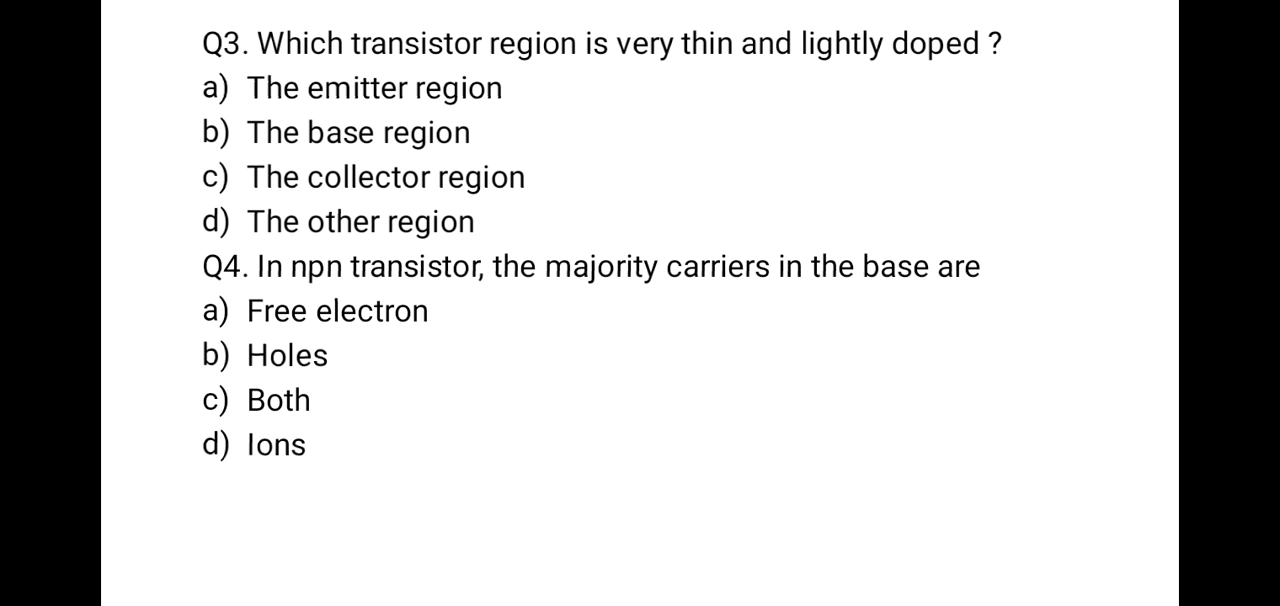 Q3. Which transistor region is very thin and lightly doped ?
a) The emitter region
b) The base region
c) The collector region
d) The other region
Q4. In npn transistor, the majority carriers in the base are
a) Free electron
b) Holes
c) Both
d) Ions